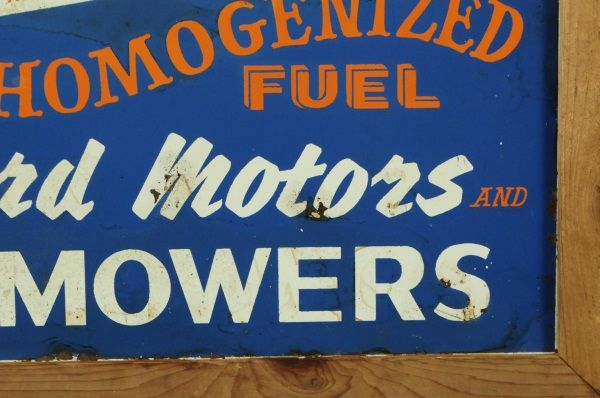 HOMOGENIZED
FUEL
rd Motors AND
MOWERS